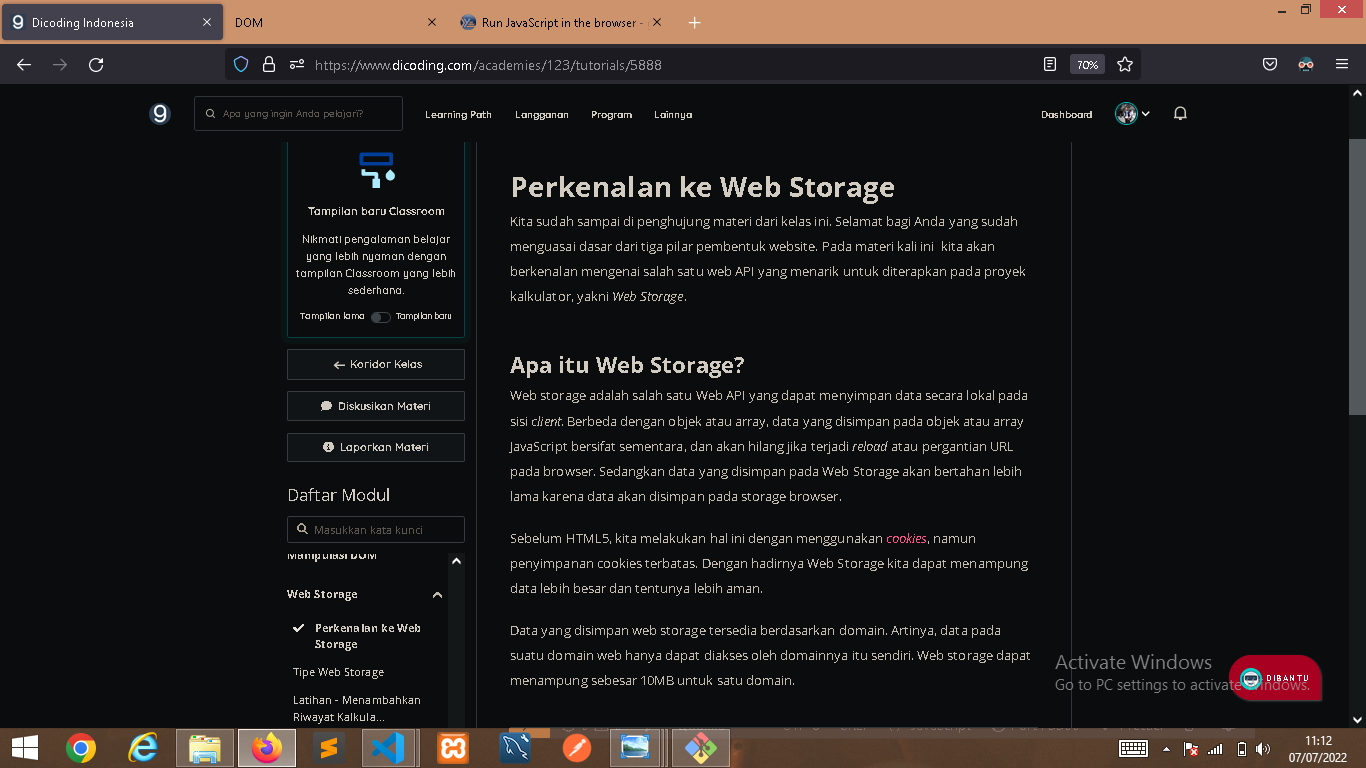 Dicoding Indonesia
DOM
Run JavaScript in the browser -
https://www.dicoding.com/academies/123/tutorials/5888
70%
Apa yang ingin Anda pelajari?
Learning Path
Langganan
Program
Lainnya
Dashboard
Tampilan baru Classroom
Nikmati pengalaman belajar
yang lebih nyaman dengan
tampilan Classroom yang lebih
sederhana.
Tampilan lama
Tampilan baru
Koridor Kelas
Diskusikan Materi
Laporkan Materi
Daftar Modul
Masukkan kata kunci
Manipulasi DOM
Web Storage
Perkenalan ke Web
Storage
Tipe Web Storage
Latihan - Menambahkan
Riwayat Kalkula...
Perkenalan ke Web Storage
Kita sudah sampai di penghujung materi dari kelas ini. Selamat bagi Anda yang sudah
menguasai dasar dari tiga pilar pembentuk website. Pada materi kali ini kita akan
berkenalan mengenai salah satu web API yang menarik untuk diterapkan pada proyek
kalkulator, yakni Web Storage.
Apa itu Web Storage?
Web storage adalah salah satu Web API yang dapat menyimpan data secara lokal pada
sisi client. Berbeda dengan objek atau array, data yang disimpan pada objek atau array
JavaScript bersifat sementara, dan akan hilang jika terjadi reload atau pergantian URL
pada browser. Sedangkan data yang disimpan pada Web Storage akan bertahan lebih
lama karena data akan disimpan pada storage browser.
Sebelum HTML5, kita melakukan hal ini dengan menggunakan cookies, namun
penyimpanan cookies terbatas. Dengan hadirnya Web Storage kita dapat menampung
data lebih besar dan tentunya lebih aman.
Data yang disimpan web storage tersedia berdasarkan domain. Artinya, data pada
suatu domain web hanya dapat diakses oleh domainnya itu sendiri. Web storage dapat
menampung sebesar 10MB untuk satu domain.
Activate Windows
Go to PC settings to activate Windows.
DIBANTU
11:12
07/07/2022